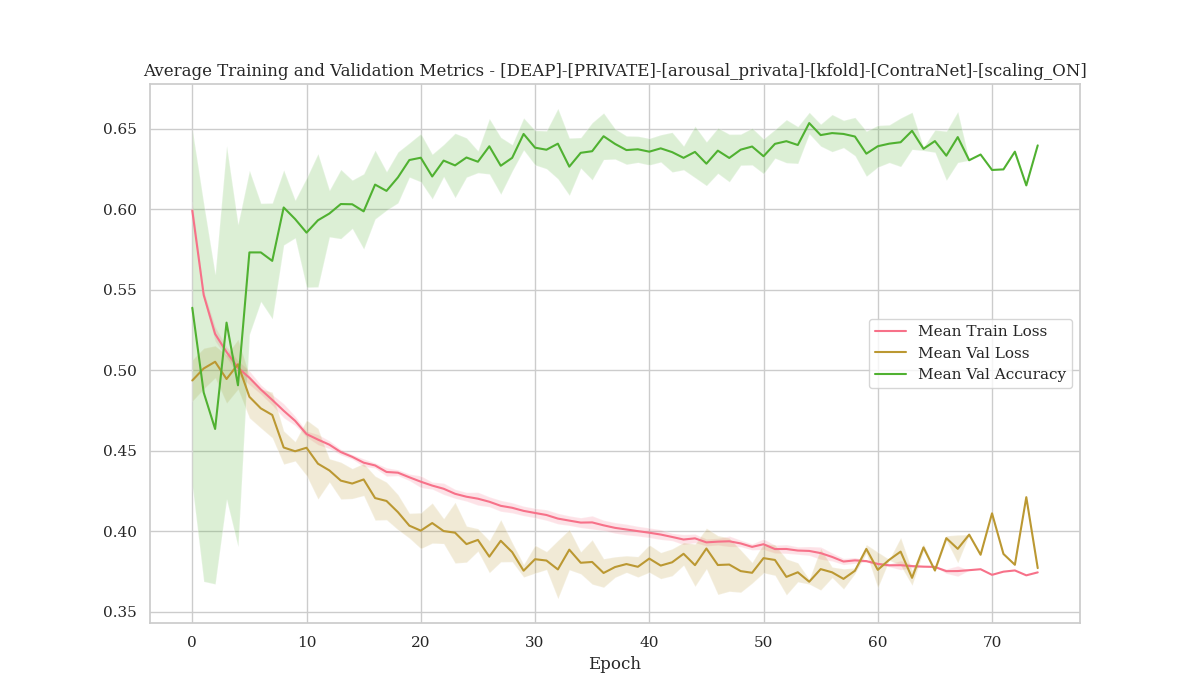 Average Training and Validation Metrics - [DEAP]-[PRIVATE]-[arousal_privata]-[kfold]-[ContraNet]-[scaling_ON]
0.65
0.60
0.55
0.50
0.45
0.40
0.35
Mean Train Loss
Mean Val Loss
Mean Val Accuracy
0 10 20 30 40 50 60 70
Epoch